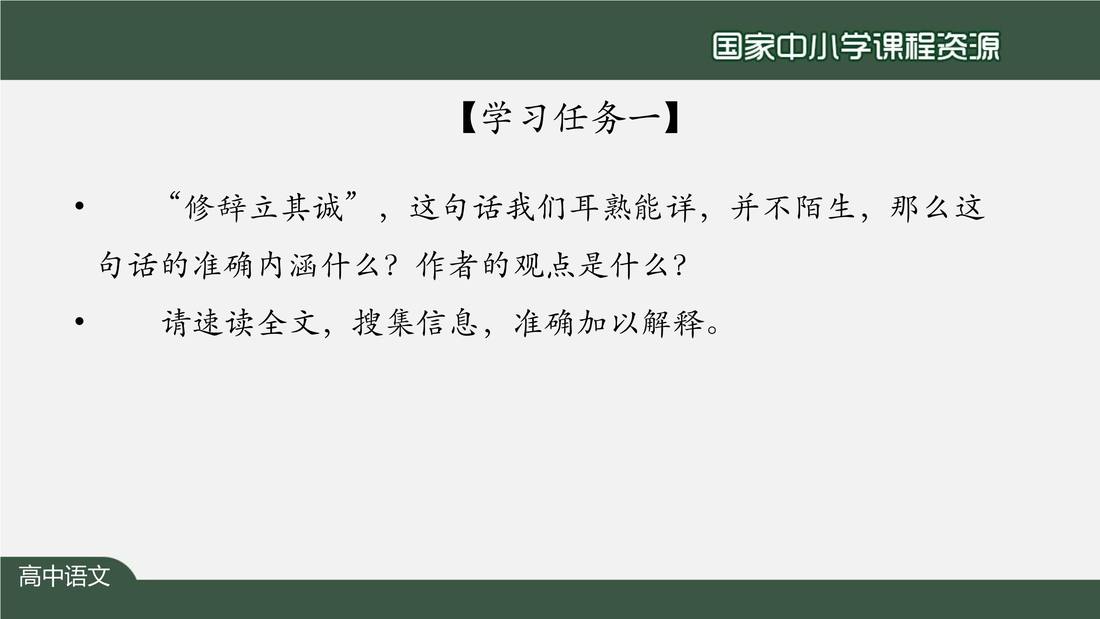 国家中小学课程资源
【学习任务一】
• “修辞立其诚”，这句话我们耳熟能详，并不陌生，那么这
句话的准确内涵什么？作者的观点是什么？
• 请速读全文，搜集信息，准确加以解释。
高中语文